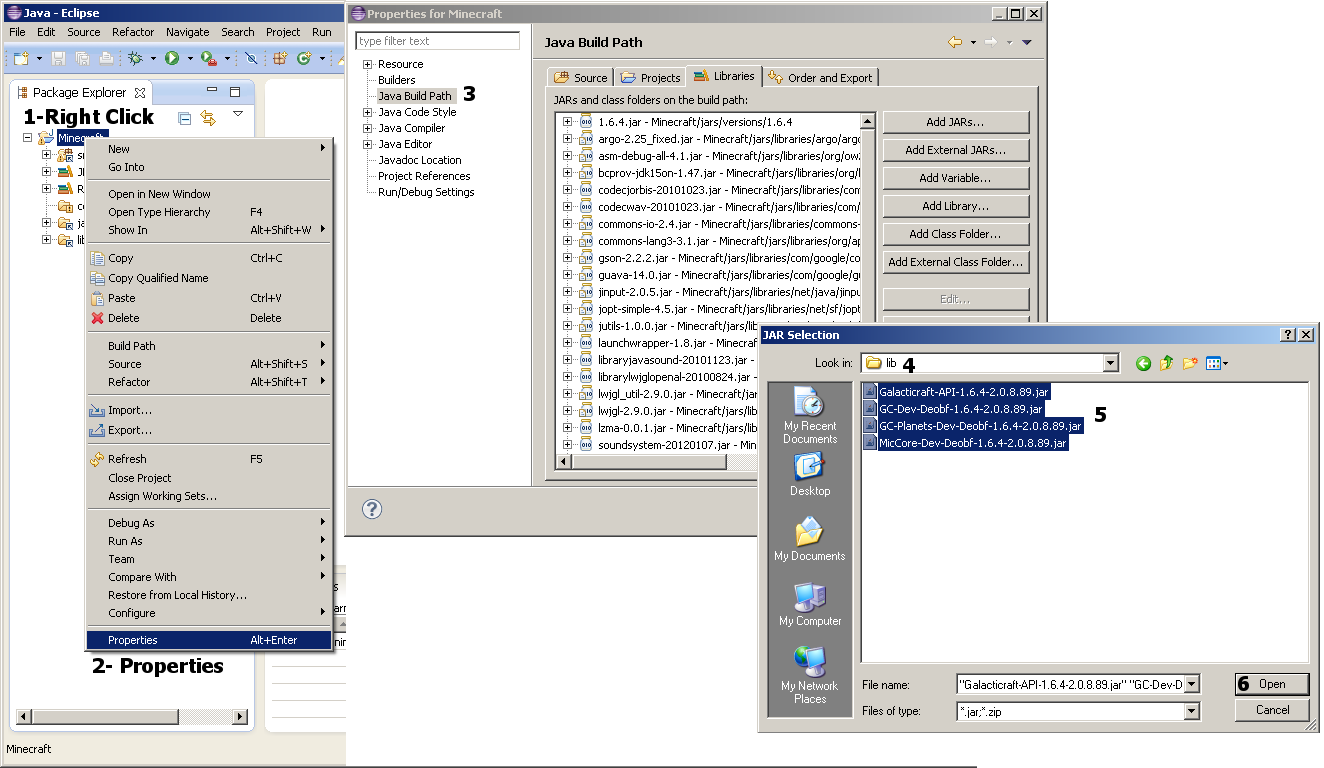 Java - Eclipse
File Edit Source Refactor Navigate Search Project Run
Package Explorer
1-Right Click
Minecraft
New
Go Into
Open in New Window
Open Type Hierarchy F4
Show In Alt+Shift+W
Copy Ctrl+C
Copy Qualified Name
Paste Ctrl+V
Delete Delete
Build Path
Source Alt+Shift+S
Refactor Alt+Shift+T
Import...
Export...
Refresh F5
Close Project
Assign Working Sets...
Debug As
Run As
Team
Compare With
Restore from Local History...
Configure
Properties Alt+Enter
2- Properties
Minecraft
Properties for Minecraft
type filter text
Resource
Builders
Java Build Path 3
Java Code Style
Java Compiler
Java Editor
Javadoc Location
Project References
Run/Debug Settings
Java Build Path
Source Projects Libraries Order and Export
JARs and class folders on the build path:
1.6.4.jar - Minecraft/jars/versions/1.6.4
argo-2.25_fixed.jar - Minecraft/jars/libraries/argo/argo
asm-debug-all-4.1.jar - Minecraft/jars/libraries/org/ow
bcprov-jdk15on-1.47.jar - Minecraft/jars/libraries/org/
codecjorbis-20101023.jar - Minecraft/jars/libraries/com
codecwav-20101023.jar - Minecraft/jars/libraries/com/
commons-io-2.4.jar - Minecraft/jars/libraries/commons-
commons-lang3-3.1.jar - Minecraft/jars/libraries/org/ap
gson-2.2.2.jar - Minecraft/jars/libraries/com/google/
guava-14.0.jar - Minecraft/jars/libraries/com/google/
jinput-2.0.5.jar - Minecraft/jars/libraries/net/java/jinpu
jopt-simple-4.5.jar - Minecraft/jars/libraries/net/sf/jopt
jutils-1.0.0.jar - Minecraft/jars/lib
launchwrapper-1.8.jar - Minecraft
libraryjavasound-20101123.jar -
librarylwjglopenal-20100824.jar -
lwjgl_util-2.9.0.jar - Minecraft/jar
lwjgl-2.9.0.jar - Minecraft/jars/lib
lzma-0.0.1.jar - Minecraft/jars/lib
soundsystem-20120107.jar - Min
Add JARs...
Add External JARs...
Add Variable...
Add Library...
Add Class Folder...
Add External Class Folder...
Edit...
JAR Selection
Look in: lib 4
My Recent
Documents
Desktop
My Documents
My Computer
My Network
Places
Galacticraft-API-1.6.4-2.0.8.89.jar
GC-Dev-Deobf-1.6.4-2.0.8.89.jar
GC-Planets-Dev-Deobf-1.6.4-2.0.8.89.jar
MicCore-Dev-Deobf-1.6.4-2.0.8.89.jar
5
File name: "Galacticraft-API-1.6.4-2.0.8.89.jar" "GC-Dev-D
6 Open
Files of type: *.jar;*.zip
Cancel